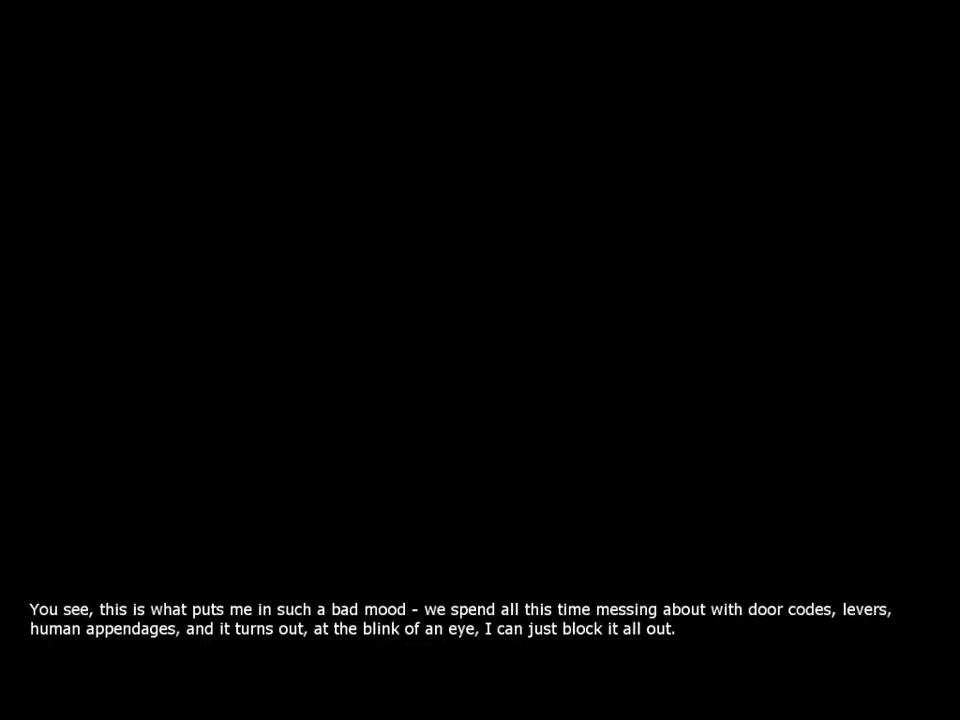 You see, this is what puts me in such a bad mood - we spend all this time messing about with door codes, levers,
human appendages, and it turns out, at the blink of an eye, I can just block it all out.